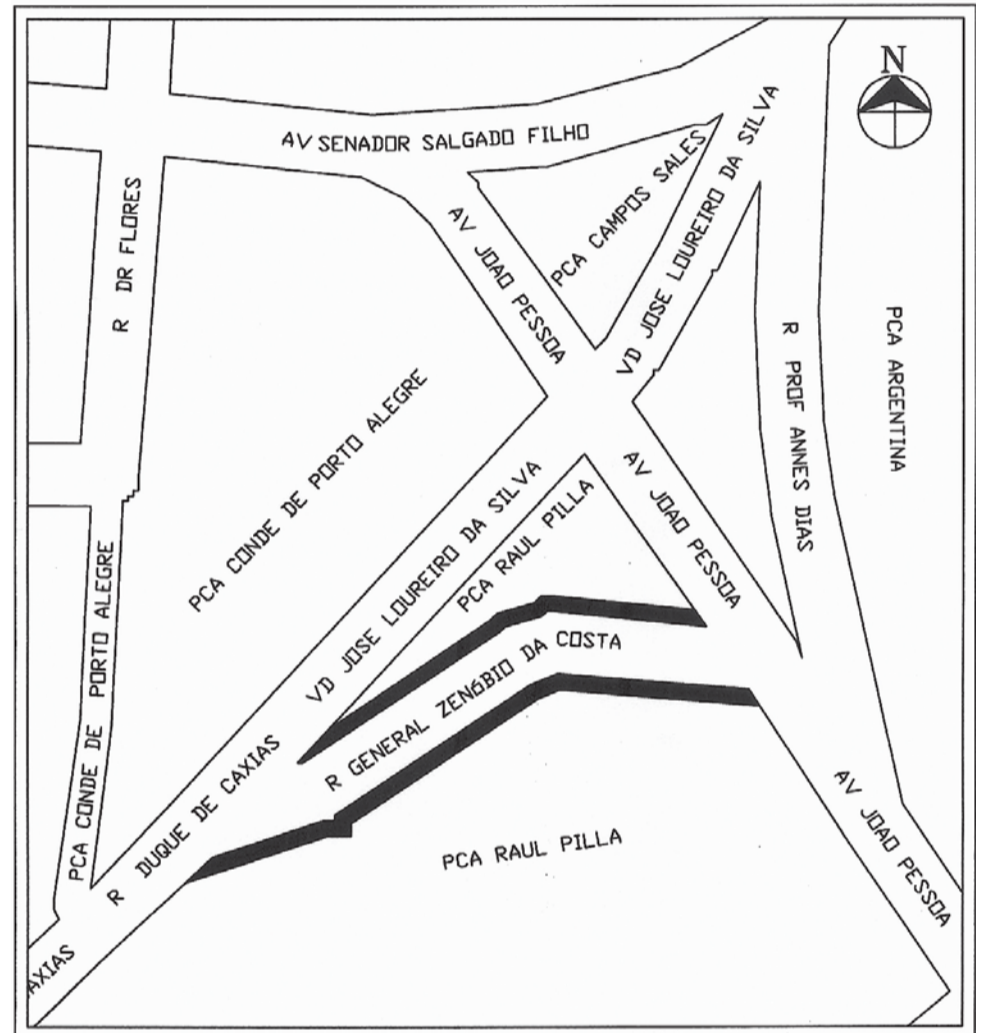 N
AV SENADOR SALGADO FILHO
R DR FLORES
AV JOAO PESSOA
PCA CAMPOS SALES
VD JOSE LOUREIRO DA SILVA
R PROF ANNES DIAS
PCA ARGENTINA
PCA CONDE DE PORTO ALEGRE
VD JOSE LOUREIRO DA SILVA
PCA RAUL PILLA
AV JOAO PESSOA
PCA CONDE DE PORTO ALEGRE
R GENERAL ZENóBIO DA COSTA
R DUQUE DE CAXIAS
PCA RAUL PILLA
AV JOAO PESSOA
AXIAS